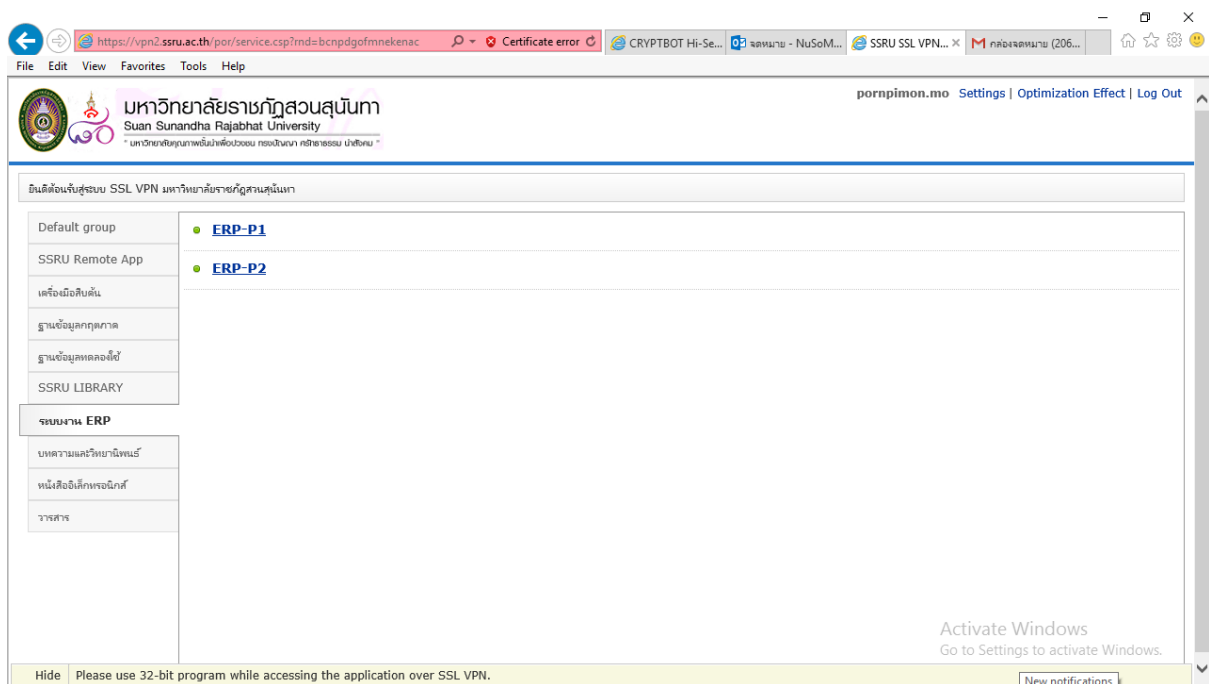 https://vpn2.ssru.ac.th/por/service.csp?rnd=bcnpdgofmnekenac
Certificate error
CRYPTBOT Hi-Se...
จดหมาย - NuSoM...
SSRU SSL VPN...
กล่องจดหมาย (206...
File Edit View Favorites Tools Help
มหาวิทยาลัยราชภัฏสวนสุนันทา
Suan Sunandha Rajabhat University
pornpimon.mo Settings | Optimization Effect | Log Out
ยินดีต้อนรับสู่ระบบ SSL VPN มหาวิทยาลัยราชภัฏสวนสุนันทา
Default group
ERP-P1
SSRU Remote App
ERP-P2
เครื่องมือสืบค้น
ฐานข้อมูลกฤตภาค
ฐานข้อมูลทดลองใช้
SSRU LIBRARY
ระบบงาน ERP
บทความและวิทยานิพนธ์
หนังสืออิเล็กทรอนิกส์
วารสาร
Activate Windows
Go to Settings to activate Windows.
Hide Please use 32-bit program while accessing the application over SSL VPN.
New notifications